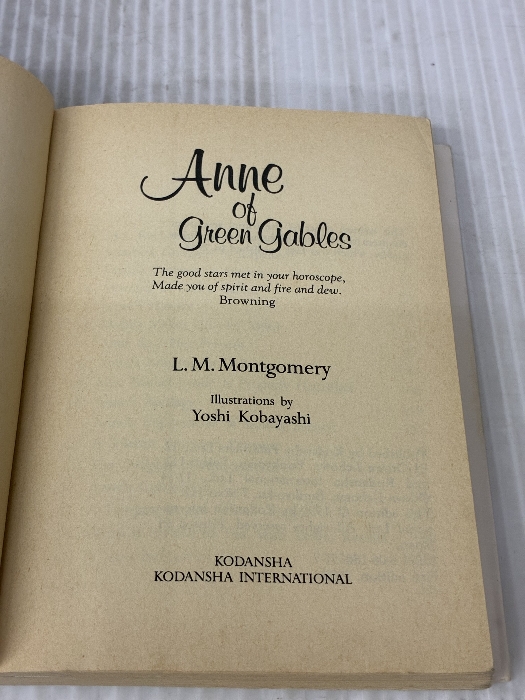 Anne
of
Green Gables
The good stars met in your horoscope,
Made you of spirit and fire and dew.
Browning
L. M. Montgomery
Illustrations by
Yoshi Kobayashi
KODANSHA
KODANSHA INTERNATIONAL